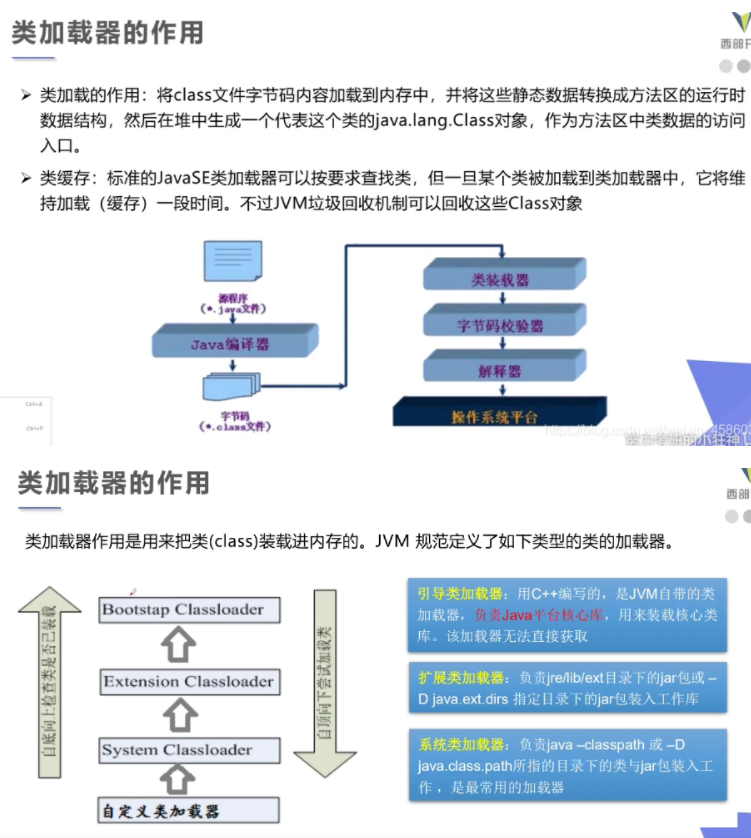 类加载器的作用
西部开
➢ 类加载的作用：将class文件字节码内容加载到内存中，并将这些静态数据转换成方法区的运行时
数据结构，然后在堆中生成一个代表这个类的java.lang.Class对象，作为方法区中类数据的访问
入口。
➢ 类缓存：标准的JavaSE类加载器可以按要求查找类，但一旦某个类被加载到类加载器中，它将维
持加载（缓存）一段时间。不过JVM垃圾回收机制可以回收这些Class对象
源程序
（*.java文件）
Java编译器
字节码
（*.class文件）
类装载器
字节码校验器
解释器
操作系统平台
Ctrl+A
Ctrl+P
类加载器的作用
西部
类加载器作用是用来把类(class)装载进内存的。JVM 规范定义了如下类型的类的加载器。
自底向上检查类是否已装载
Bootstap Classloader
Extension Classloader
System Classloader
自定义类加载器
自顶向下尝试加载类
引导类加载器：用C++编写的，是JVM自带的类
加载器，负责Java平台核心库，用来装载核心类
库。该加载器无法直接获取
扩展类加载器：负责jre/lib/ext目录下的jar包或 –
D java.ext.dirs 指定目录下的jar包装入工作库
系统类加载器：负责java –classpath 或 –D
java.class.path所指的目录下的类与jar包装入工
作 ，是最常用的加载器